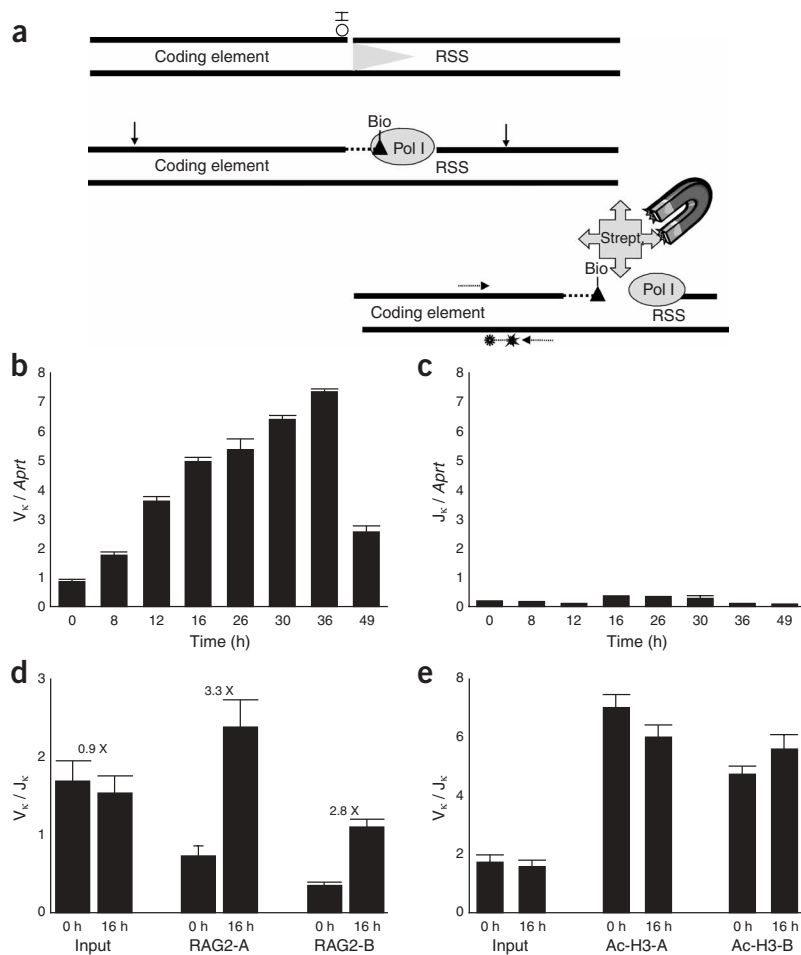 a
OH
Coding element RSS
Bio
Pol I
Coding element RSS
Strept.
Bio
Pol I
Coding element RSS
b
8
7
6
5
4
3
2
1
0
Vκ / Aprt
0 8 12 16 26 30 36 49
Time (h)
c
8
7
6
5
4
3
2
1
0
Jκ / Aprt
0 8 12 16 26 30 36 49
Time (h)
d
3
2
1
0
Vκ / Jκ
0.9 X
3.3 X
2.8 X
0 h 16 h 0 h 16 h 0 h 16 h
Input RAG2-A RAG2-B
e
8
6
4
2
0
Vκ / Jκ
0 h 16 h 0 h 16 h 0 h 16 h
Input Ac-H3-A Ac-H3-B